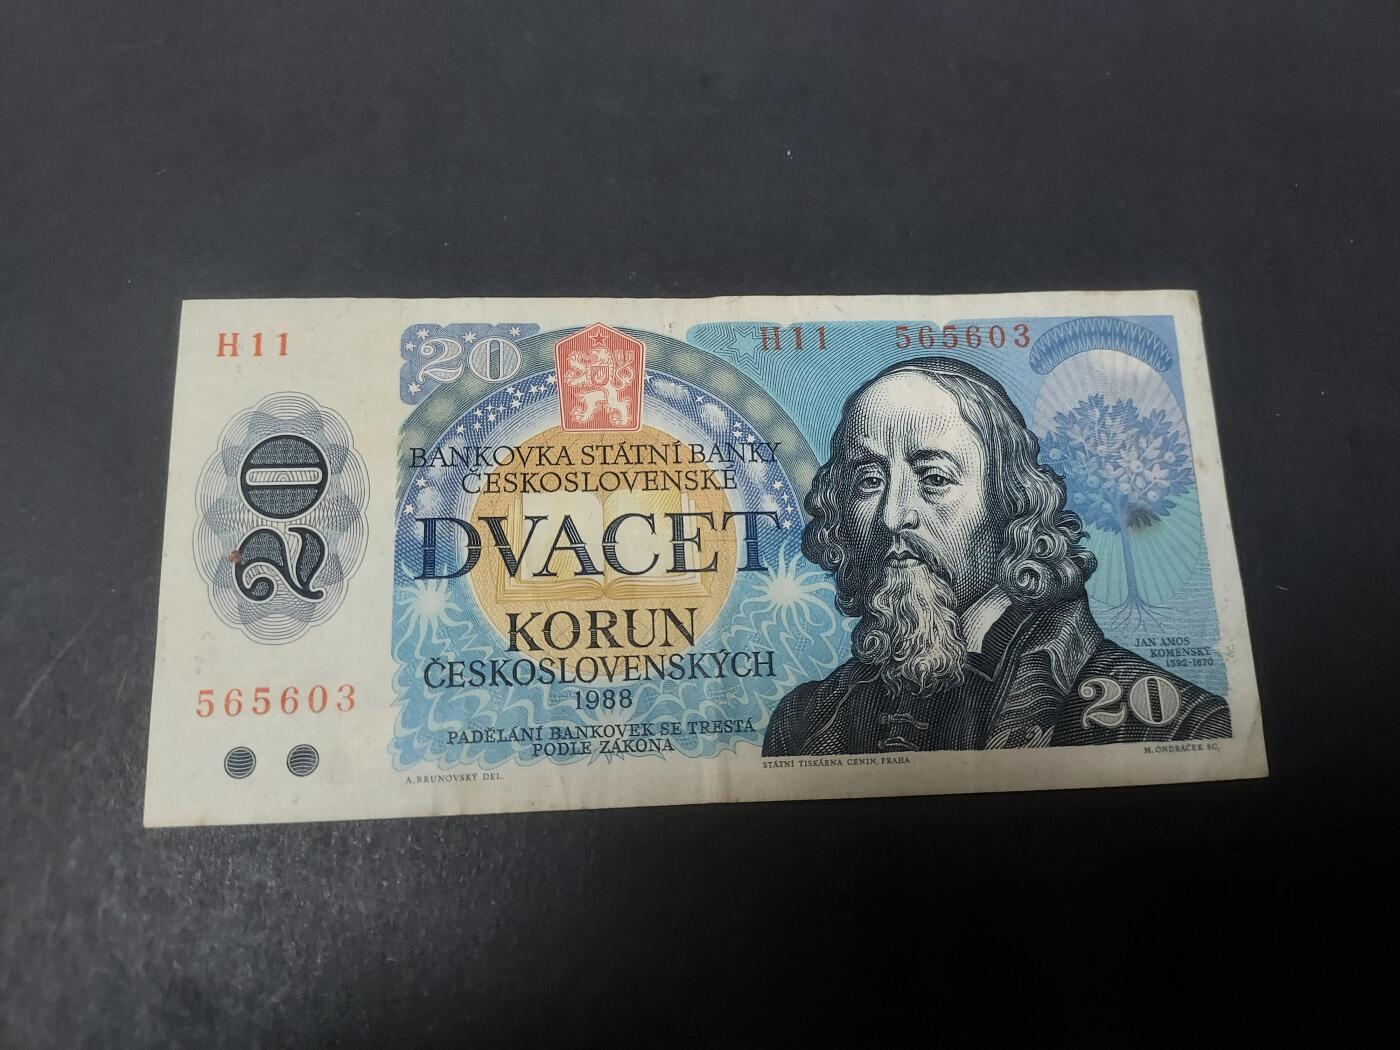 H11
H11 565603
20
20
BANKOVKA STÁTNÍ BANKY
ČESKOSLOVENSKÉ
DVACET
KORUN
ČESKOSLOVENSKÝCH
1988
PADĚLÁNÍ BANKOVEK SE TRESTÁ
PODLE ZÁKONA
565603
JAN AMOS
KOMENSKÝ
1592-1670
20
A. BRUNOVSKÝ DEL.
STÁTNÍ TISKÁRNA CENIN, PRAHA
M. ONDRÁČEK SC.